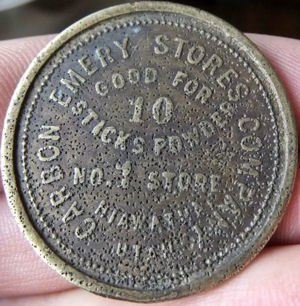 CARBON EMERY STORES COMPANY
GOOD FOR
10
STICKS POWDER
NO. 1 STORE
HIAWATHA
UTAH